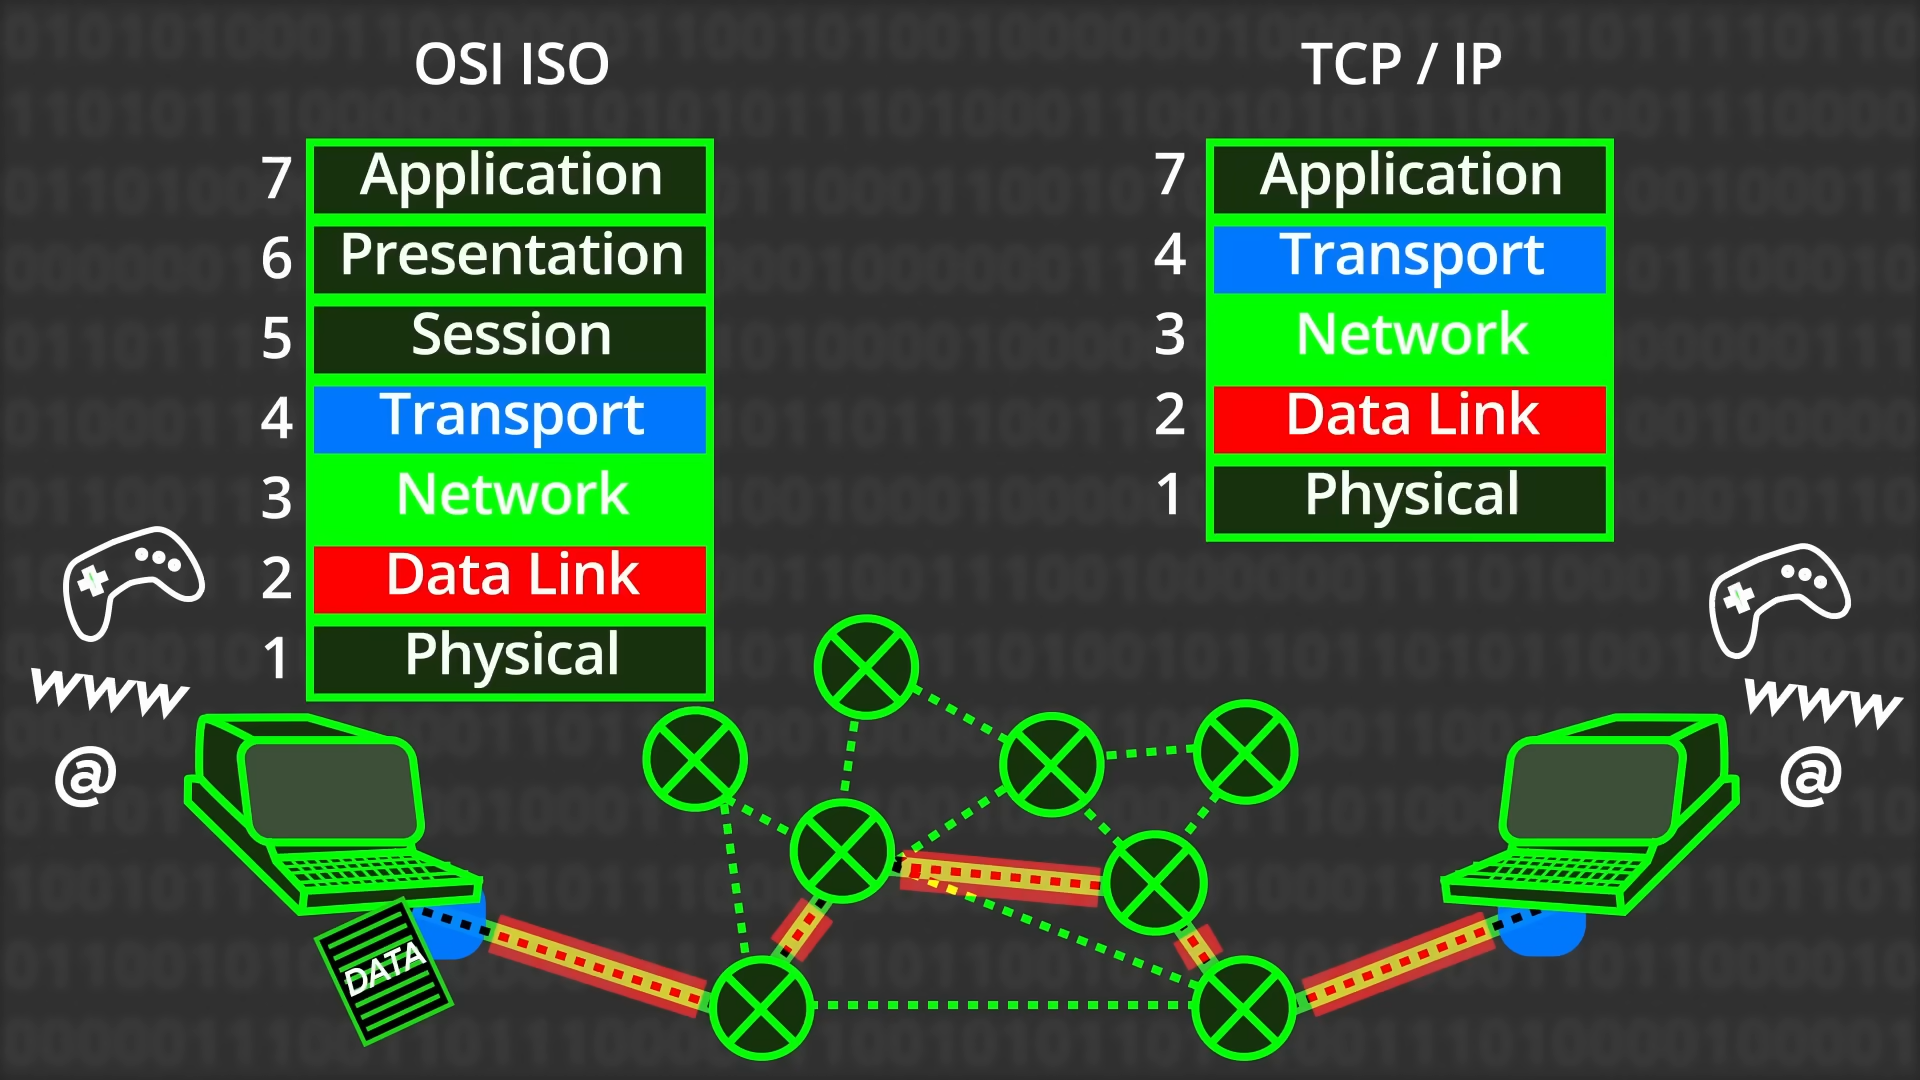 OSI ISO
7 Application
6 Presentation
5 Session
4 Transport
3 Network
2 Data Link
1 Physical
TCP / IP
7 Application
4 Transport
3 Network
2 Data Link
1 Physical
www
@
DATA
www
@